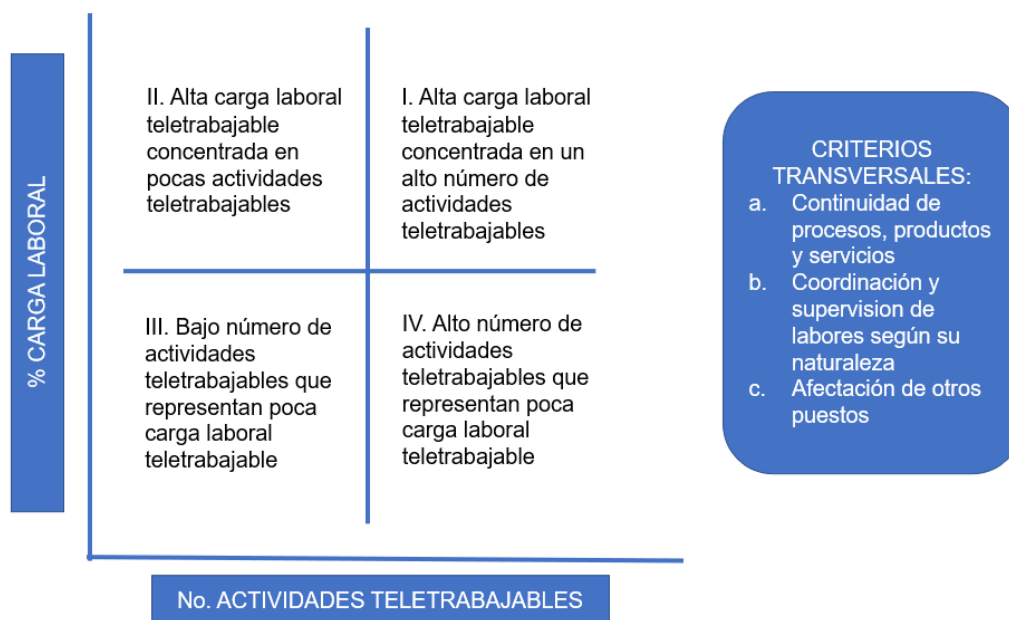 % CARGA LABORAL
II. Alta carga laboral
teletrabajable
concentrada en
pocas actividades
teletrabajables
I. Alta carga laboral
teletrabajable
concentrada en un
alto número de
actividades
teletrabajables
III. Bajo número de
actividades
teletrabajables que
representan poca
carga laboral
teletrabajable
IV. Alto número de
actividades
teletrabajables que
representan poca
carga laboral
teletrabajable
No. ACTIVIDADES TELETRABAJABLES
CRITERIOS
TRANSVERSALES:
a. Continuidad de
procesos, productos
y servicios
b. Coordinación y
supervision de
labores según su
naturaleza
c. Afectación de otros
puestos